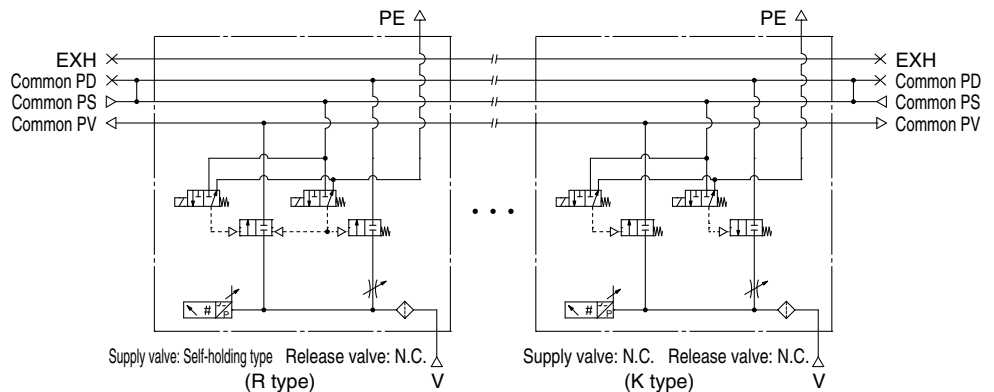 PE
PE
EXH
EXH
Common PD
Common PD
Common PS
Common PS
Common PV
Common PV
# P
# P
Supply valve: Self-holding type Release valve: N.C.
(R type)
V
Supply valve: N.C. Release valve: N.C.
(K type)
V